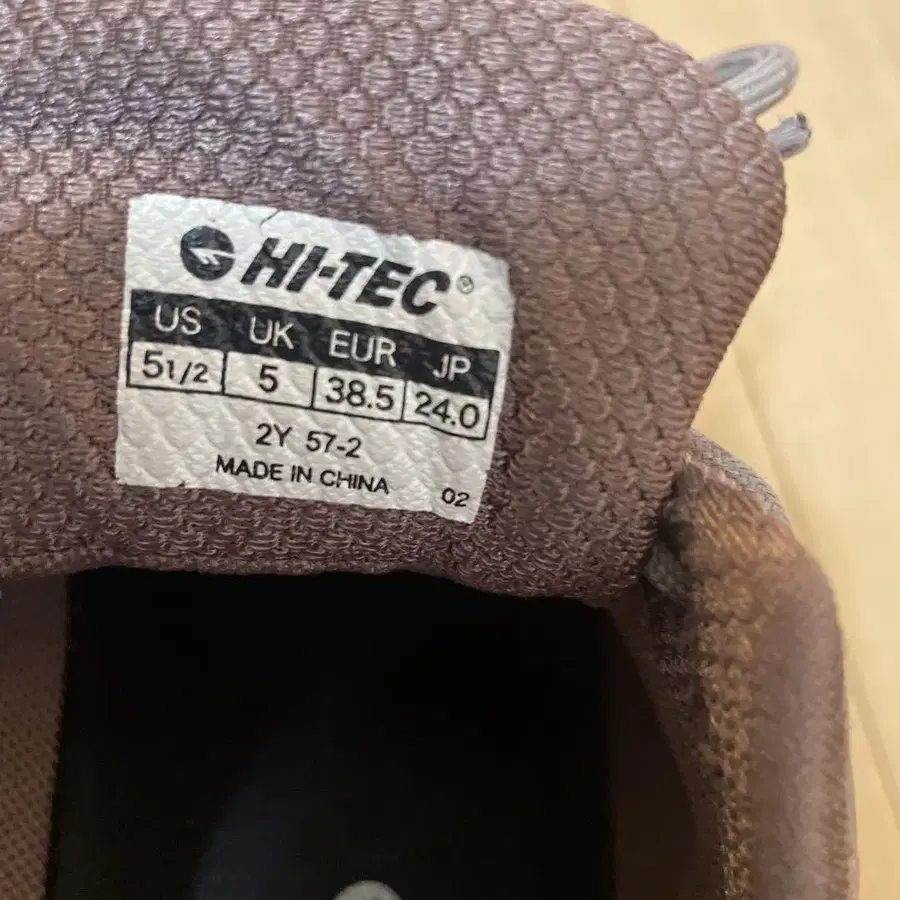 HI-TEC®
US UK EUR JP
5 1/2 5 38.5 24.0
2Y 57-2
MADE IN CHINA 02